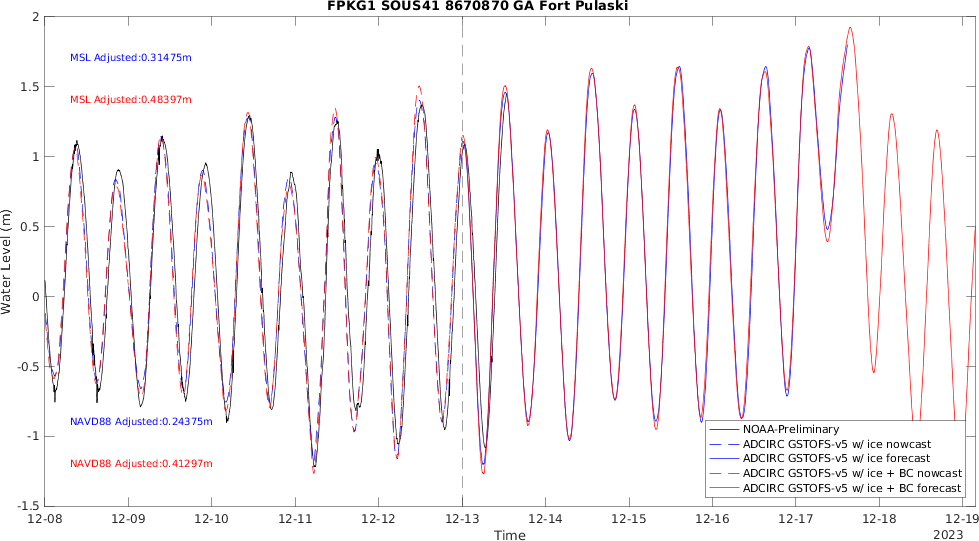 FPKG1 SOUS41 8670870 GA Fort Pulaski
2
1.5
1
0.5
0
-0.5
-1
-1.5
Water Level (m)
MSL Adjusted:0.31475m
MSL Adjusted:0.48397m
NAVD88 Adjusted:0.24375m
NAVD88 Adjusted:0.41297m
NOAA-Preliminary
ADCIRC GSTOFS-v5 w/ ice nowcast
ADCIRC GSTOFS-v5 w/ ice forecast
ADCIRC GSTOFS-v5 w/ ice + BC nowcast
ADCIRC GSTOFS-v5 w/ ice + BC forecast
12-08 12-09 12-10 12-11 12-12 12-13 12-14 12-15 12-16 12-17 12-18 12-19
Time
2023